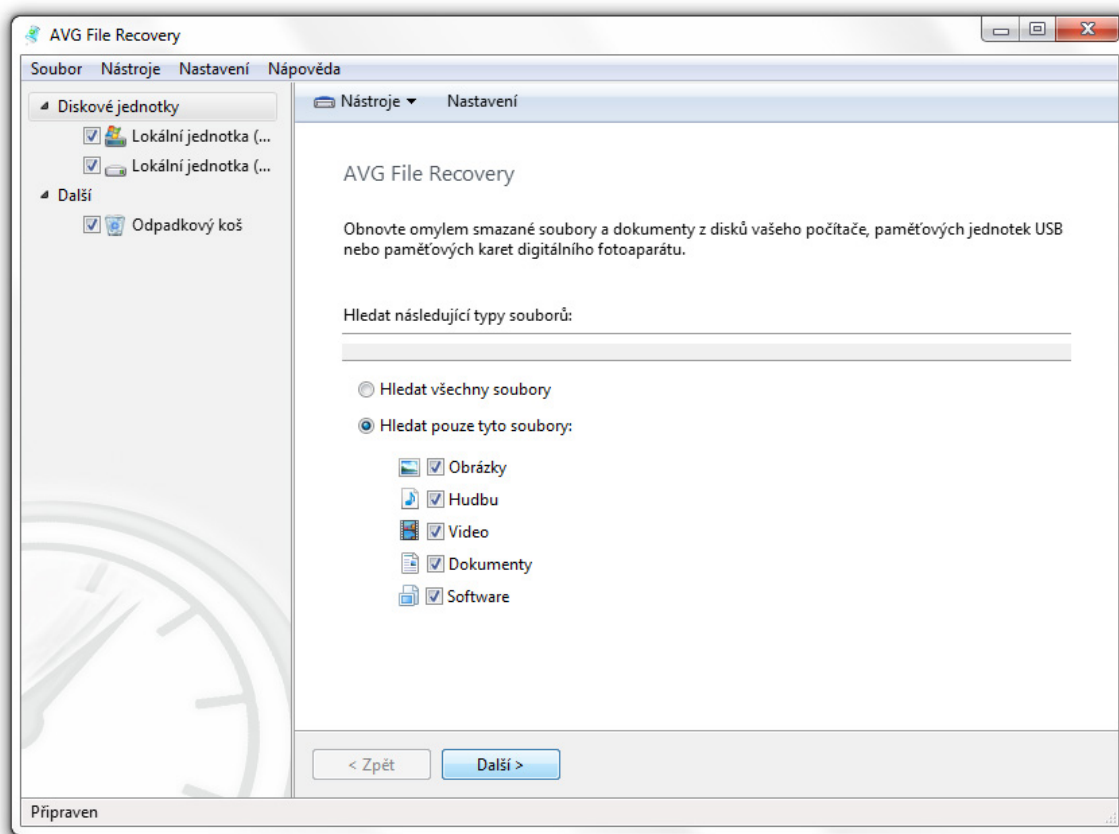 AVG File Recovery
Soubor Nástroje Nastavení Nápověda
Diskové jednotky
Lokální jednotka (...
Lokální jednotka (...
Další
Odpadkový koš
Nástroje Nastavení
AVG File Recovery
Obnovte omylem smazané soubory a dokumenty z disků vašeho počítače, paměťových jednotek USB
nebo paměťových karet digitálního fotoaparátu.
Hledat následující typy souborů:
Hledat všechny soubory
Hledat pouze tyto soubory:
Obrázky
Hudbu
Video
Dokumenty
Software
< Zpět Další >
Připraven